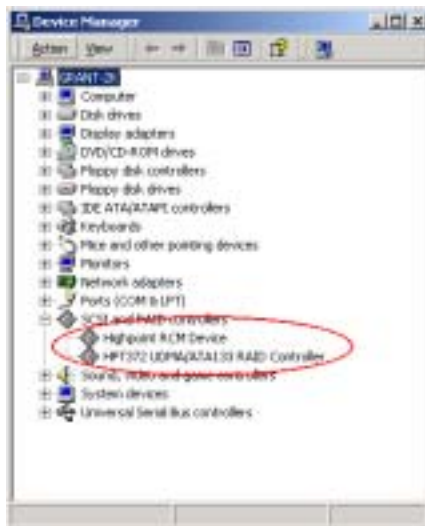 Device Manager
Action View
GRANT-2K
Computer
Disk drives
Display adapters
DVD/CD-ROM drives
Floppy disk controllers
Floppy disk drives
IDE ATA/ATAPI controllers
Keyboards
Mice and other pointing devices
Monitors
Network adapters
Ports (COM & LPT)
SCSI and RAID controllers
Highpoint RCM Device
HPT372 UDMA/ATA133 RAID Controller
Sound, video and game controllers
System devices
Universal Serial Bus controllers